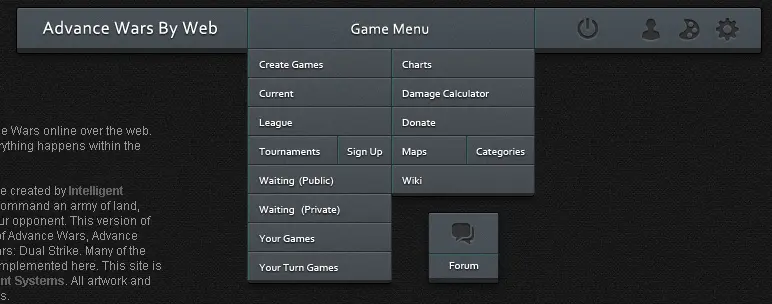 Advance Wars By Web
Game Menu
Create Games
Charts
Current
Damage Calculator
League
Donate
Tournaments
Sign Up
Maps
Categories
Waiting (Public)
Wiki
Waiting (Private)
Your Games
Your Turn Games
Forum
e Wars online over the web.
rything happens within the
e created by Intelligent
ommand an army of land,
ur opponent. This version of
of Advance Wars, Advance
ars: Dual Strike. Many of the
mplemented here. This site is
nt Systems. All artwork and
s.